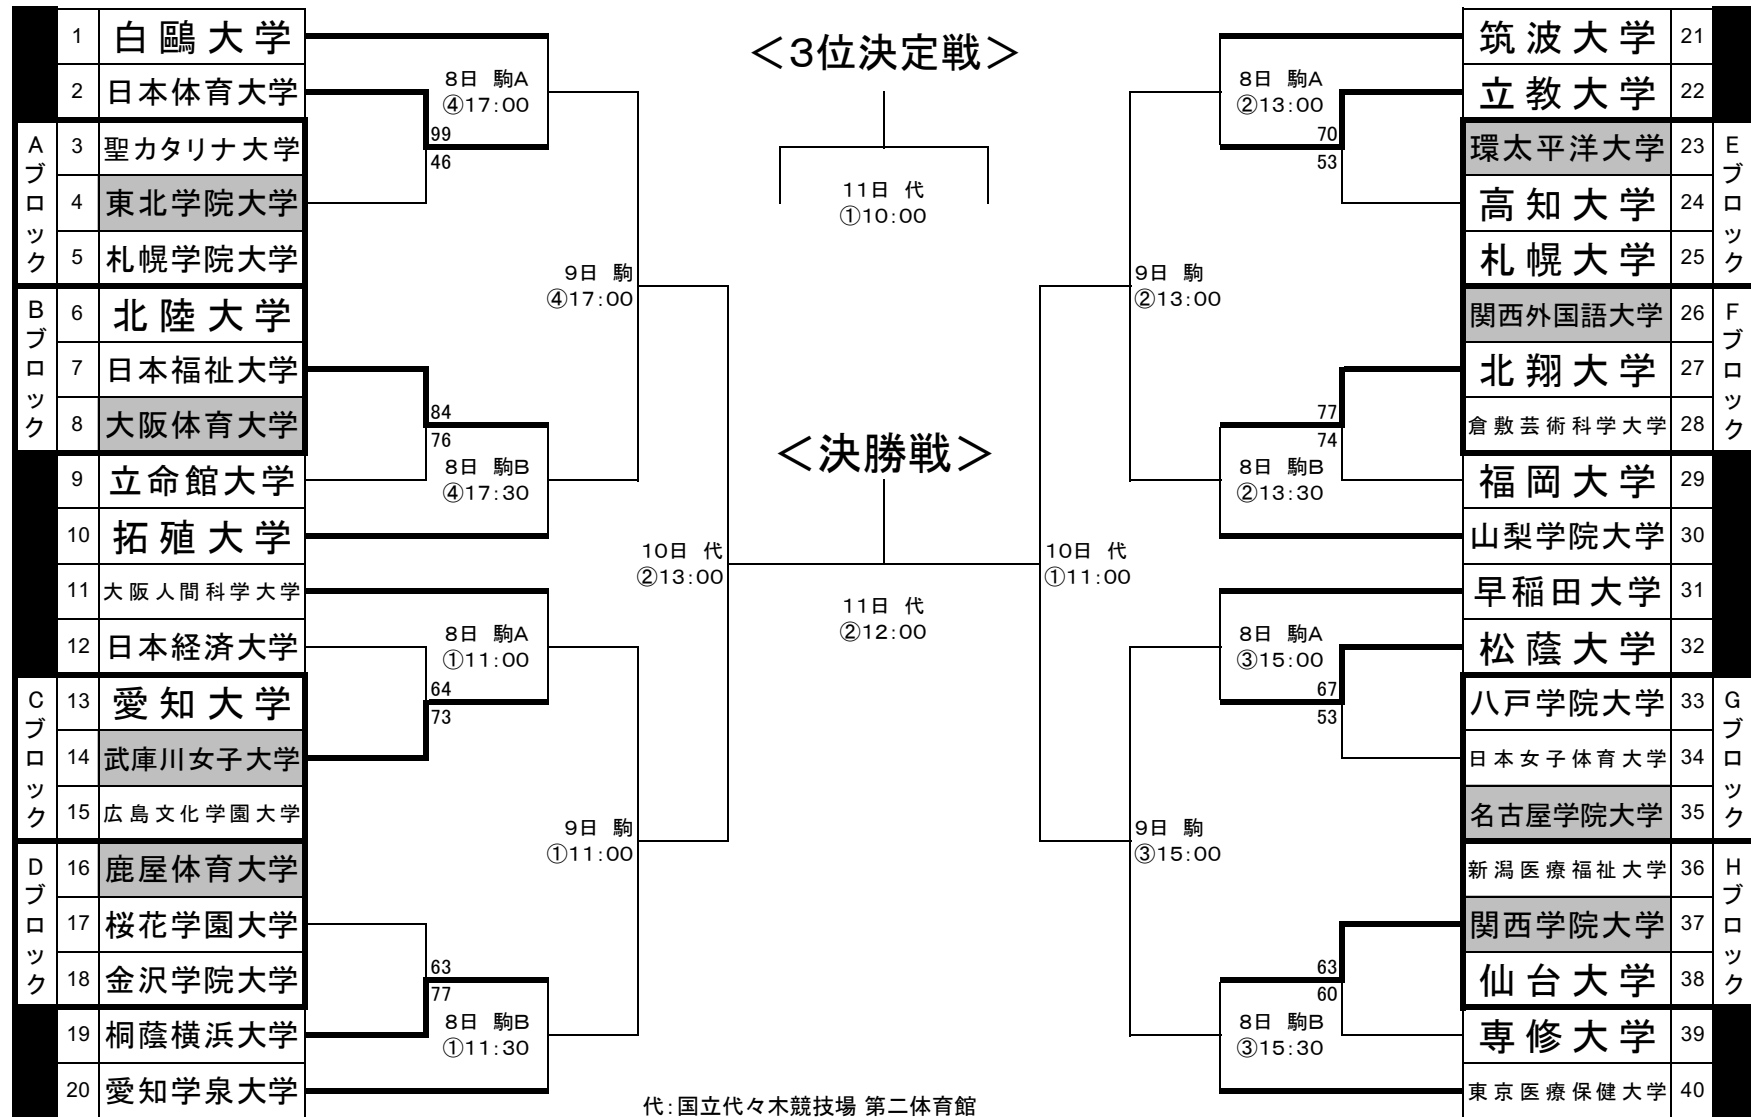 1 白鷗大学
2 日本体育大学
Aブロック
3 聖カタリナ大学
4 東北学院大学
5 札幌学院大学
Bブロック
6 北陸大学
7 日本福祉大学
8 大阪体育大学
9 立命館大学
10 拓殖大学
11 大阪人間科学大学
12 日本経済大学
Cブロック
13 愛知大学
14 武庫川女子大学
15 広島文化学園大学
Dブロック
16 鹿屋体育大学
17 桜花学園大学
18 金沢学院大学
19 桐蔭横浜大学
20 愛知学泉大学
8日 駒A
④17:00
99
46
9日 駒
④17:00
84
76
8日 駒B
④17:30
10日 代
②13:00
8日 駒A
①11:00
64
73
9日 駒
①11:00
63
77
8日 駒B
①11:30
<3位決定戦>
11日 代
①10:00
<決勝戦>
11日 代
②12:00
代:国立代々木競技場 第二体育館
8日 駒A
②13:00
70
53
9日 駒
②13:00
77
74
8日 駒B
②13:30
10日 代
①11:00
8日 駒A
③15:00
67
53
9日 駒
③15:00
63
60
8日 駒B
③15:30
筑波大学 21
立教大学 22
環太平洋大学 23
高知大学 24
札幌大学 25
Eブロック
関西外国語大学 26
北翔大学 27
倉敷芸術科学大学 28
Fブロック
福岡大学 29
山梨学院大学 30
早稲田大学 31
松蔭大学 32
八戸学院大学 33
日本女子体育大学 34
名古屋学院大学 35
Gブロック
新潟医療福祉大学 36
関西学院大学 37
仙台大学 38
Hブロック
専修大学 39
東京医療保健大学 40